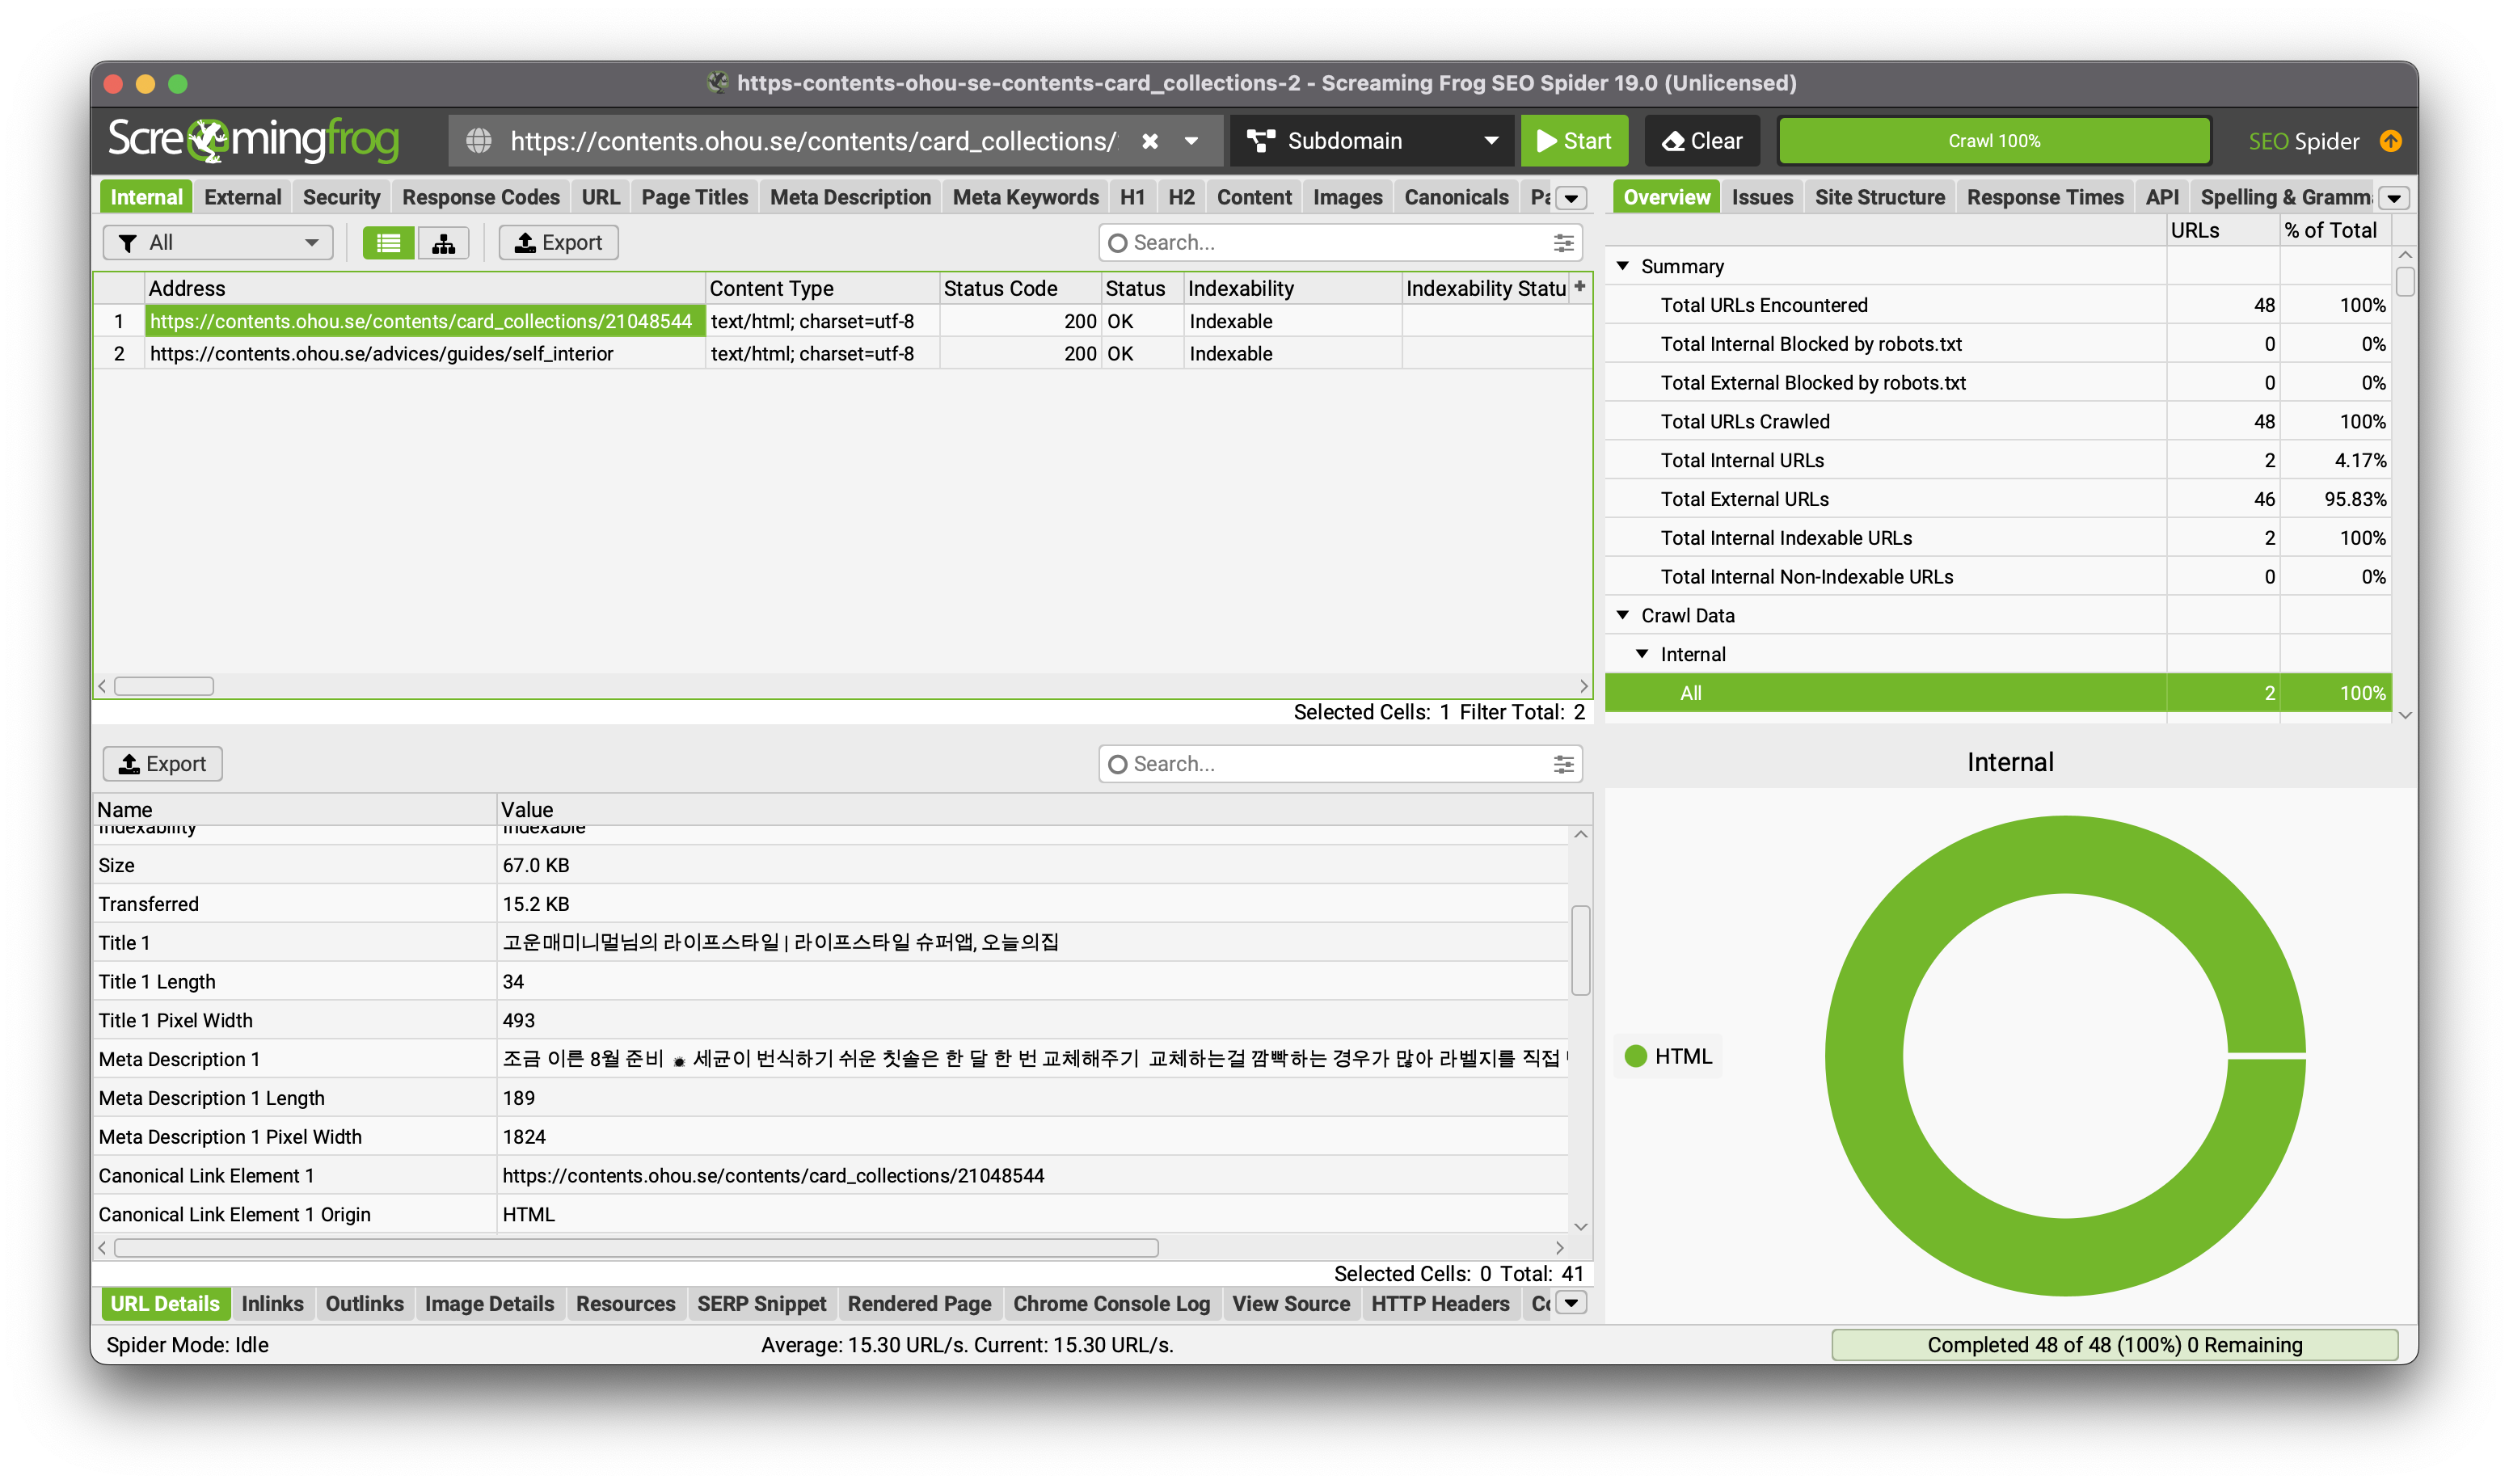 https-contents-ohou-se-contents-card_collections-2 - Screaming Frog SEO Spider 19.0 (Unlicensed)
Screamingfrog https://contents.ohou.se/contents/card_collections/ Subdomain Start Clear Crawl 100% SEO Spider
Internal External Security Response Codes URL Page Titles Meta Description Meta Keywords H1 H2 Content Images Canonicals
All Export Search...
Address Content Type Status Code Status Indexability Indexability Statu +
1 https://contents.ohou.se/contents/card_collections/21048544 text/html; charset=utf-8 200 OK Indexable
2 https://contents.ohou.se/advices/guides/self_interior text/html; charset=utf-8 200 OK Indexable
Selected Cells: 1 Filter Total: 2
Export Search...
Name Value
Indexability Indexable
Size 67.0 KB
Transferred 15.2 KB
Title 1 고운매미니멀님의 라이프스타일 | 라이프스타일 슈퍼앱, 오늘의집
Title 1 Length 34
Title 1 Pixel Width 493
Meta Description 1 조금 이른 8월 준비 ✹ 세균이 번식하기 쉬운 칫솔은 한 달 한 번 교체해주기 교체하는걸 깜빡하는 경우가 많아 라벨지를 직접
Meta Description 1 Length 189
Meta Description 1 Pixel Width 1824
Canonical Link Element 1 https://contents.ohou.se/contents/card_collections/21048544
Canonical Link Element 1 Origin HTML
Selected Cells: 0 Total: 41
URL Details Inlinks Outlinks Image Details Resources SERP Snippet Rendered Page Chrome Console Log View Source HTTP Headers
Overview Issues Site Structure Response Times API Spelling & Gramm
URLs % of Total
Summary
Total URLs Encountered 48 100%
Total Internal Blocked by robots.txt 0 0%
Total External Blocked by robots.txt 0 0%
Total URLs Crawled 48 100%
Total Internal URLs 2 4.17%
Total External URLs 46 95.83%
Total Internal Indexable URLs 2 100%
Total Internal Non-Indexable URLs 0 0%
Crawl Data
Internal
All 2 100%
Internal
HTML
Spider Mode: Idle Average: 15.30 URL/s. Current: 15.30 URL/s. Completed 48 of 48 (100%) 0 Remaining